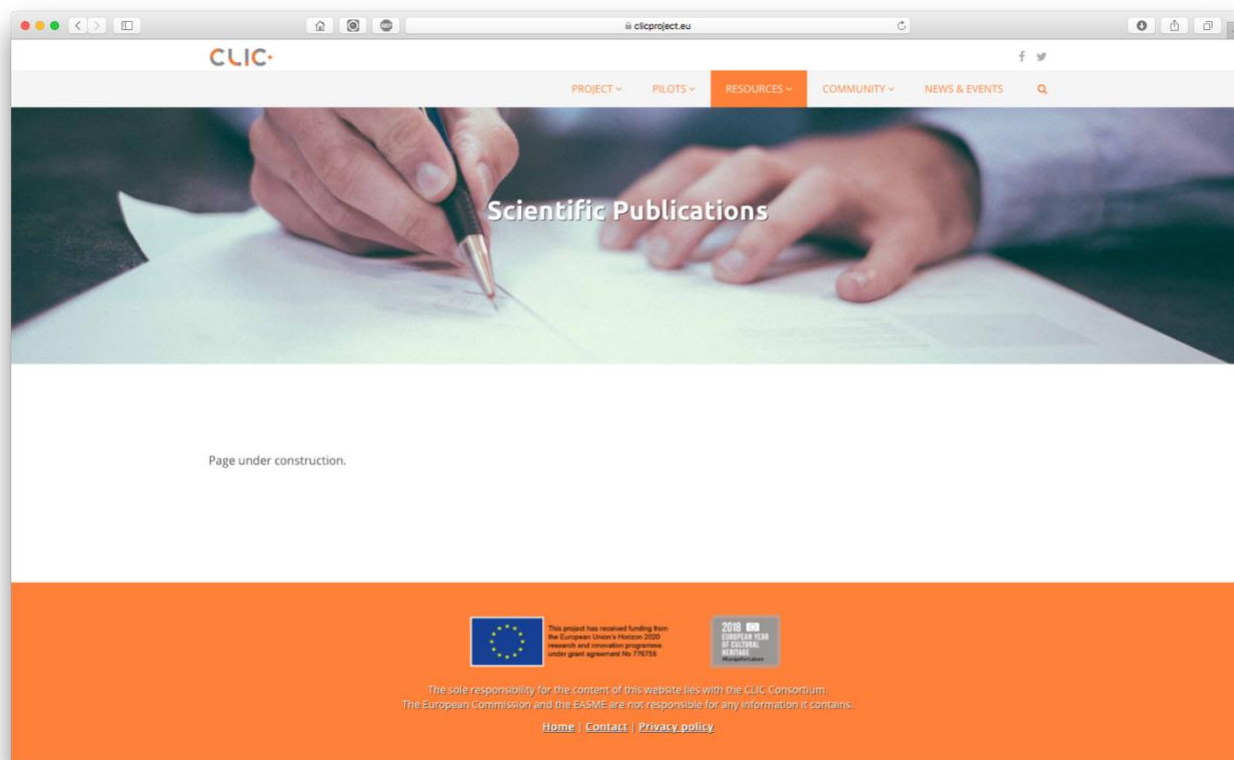 clicproject.eu
CLIC
PROJECT
PILOTS
RESOURCES
COMMUNITY
NEWS & EVENTS
Scientific Publications
Page under construction.
This project has received funding from
the European Union's Horizon 2020
research and innovation programme
under grant agreement No 776758
2018
EUROPEAN YEAR
OF CULTURAL
HERITAGE
#EuropeForCulture
The sole responsibility for the content of this website lies with the CLIC Consortium.
The European Commission and the EASME are not responsible for any information it contains.
Home | Contact | Privacy policy